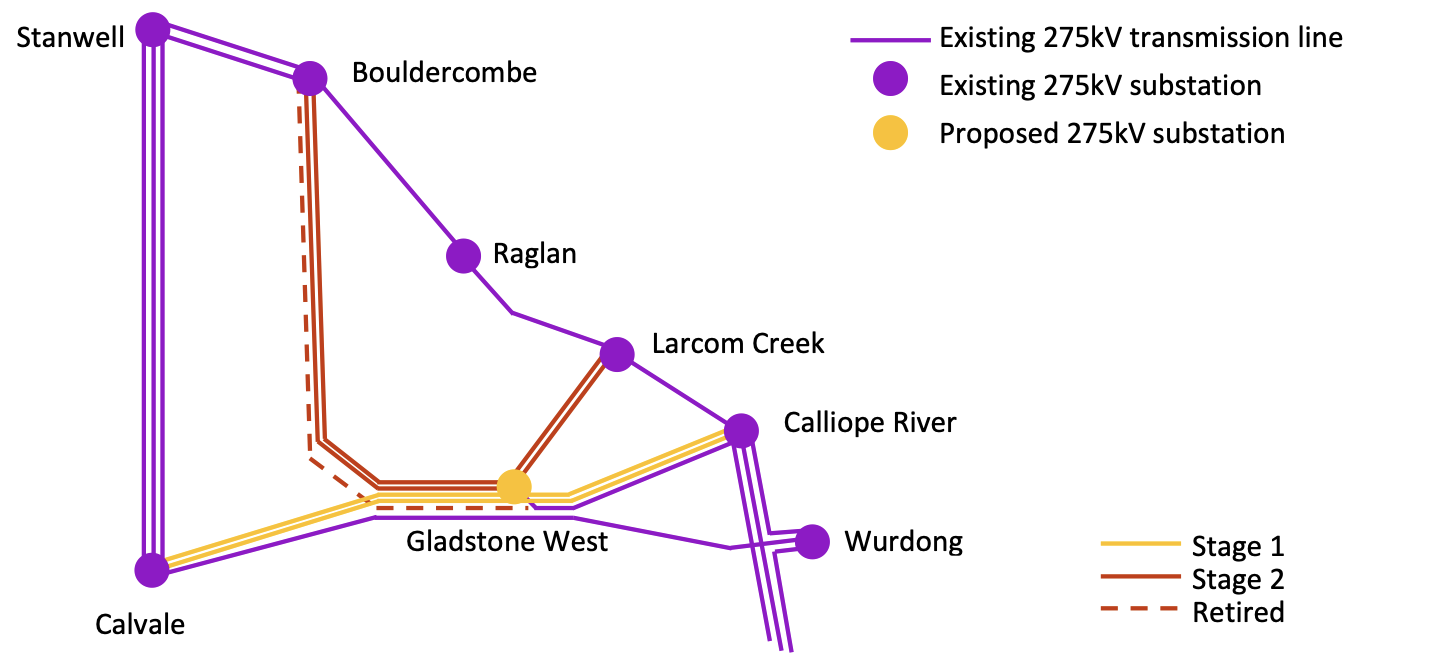 Stanwell
Bouldercombe
Existing 275kV transmission line
Existing 275kV substation
Proposed 275kV substation
Raglan
Larcom Creek
Calliope River
Gladstone West
Wurdong
Calvale
Stage 1
Stage 2
Retired